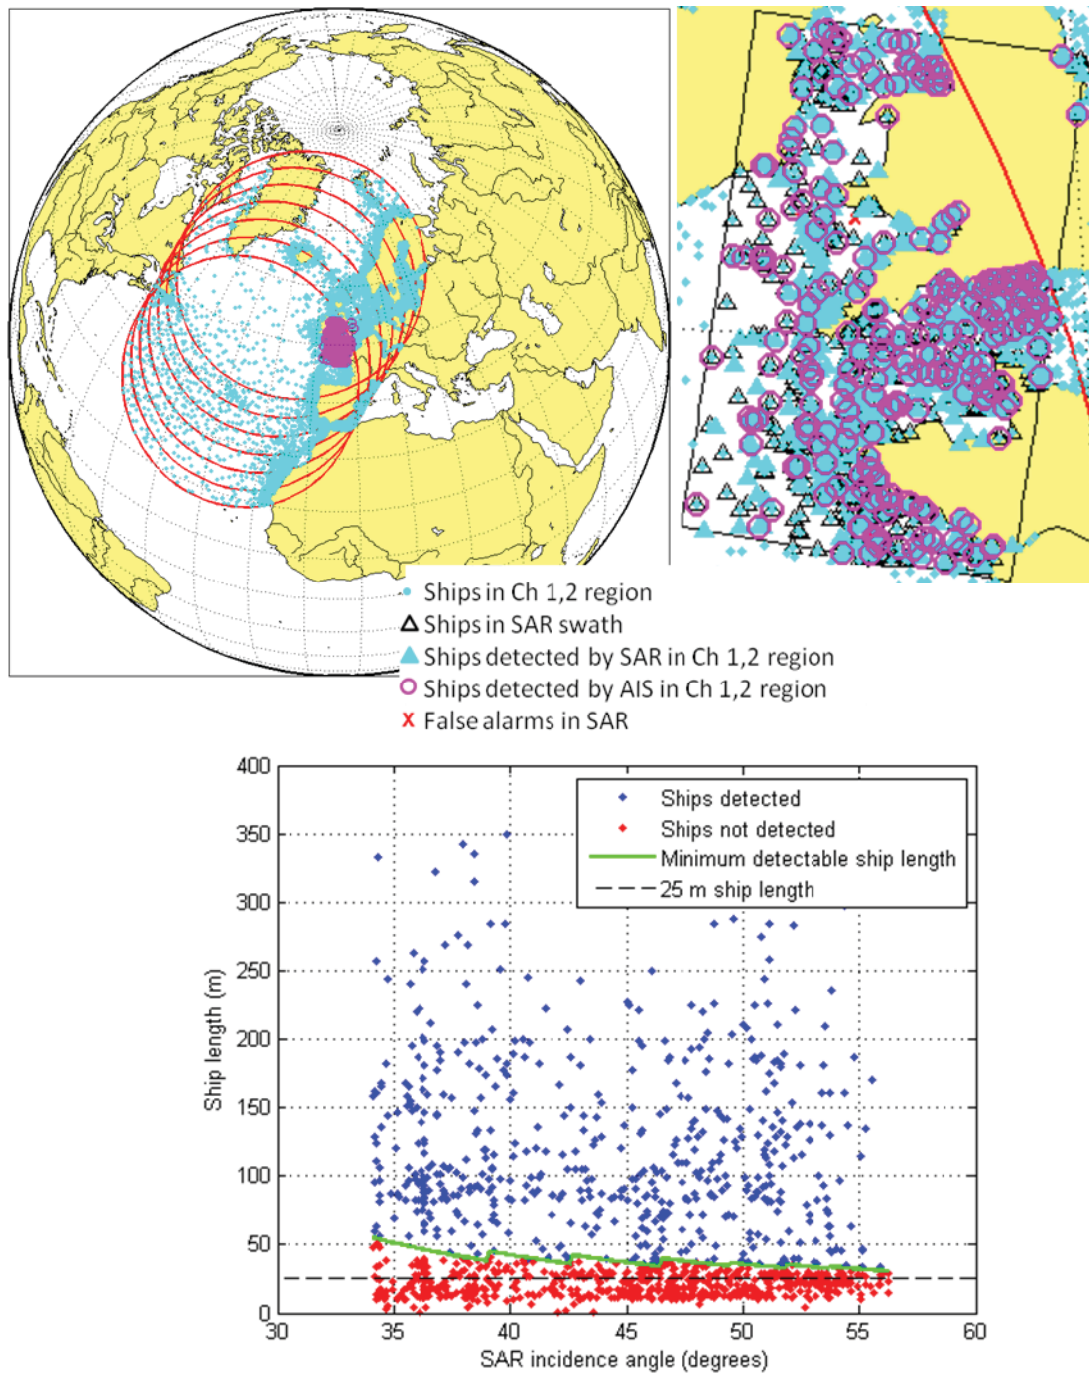 Ships in Ch 1,2 region
Ships in SAR swath
Ships detected by SAR in Ch 1,2 region
Ships detected by AIS in Ch 1,2 region
x False alarms in SAR
400
350
300
250
200
150
100
50
0
Ship length (m)
Ships detected
Ships not detected
Minimum detectable ship length
25 m ship length
30 35 40 45 50 55 60
SAR incidence angle (degrees)